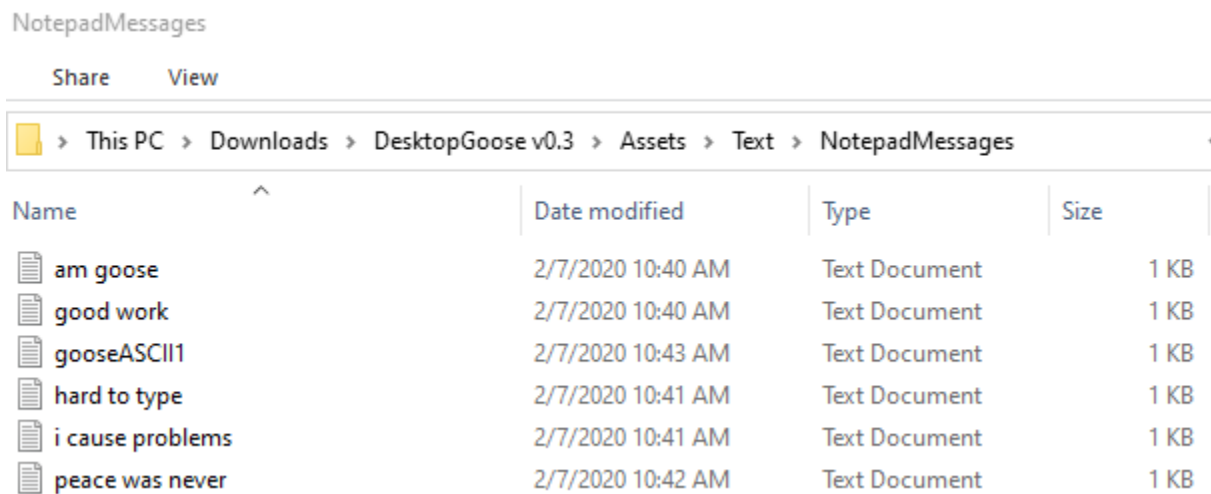 NotepadMessages
Share View
> This PC > Downloads > DesktopGoose v0.3 > Assets > Text > NotepadMessages
Name Date modified Type Size
am goose 2/7/2020 10:40 AM Text Document 1 KB
good work 2/7/2020 10:40 AM Text Document 1 KB
gooseASCII1 2/7/2020 10:43 AM Text Document 1 KB
hard to type 2/7/2020 10:41 AM Text Document 1 KB
i cause problems 2/7/2020 10:41 AM Text Document 1 KB
peace was never 2/7/2020 10:42 AM Text Document 1 KB